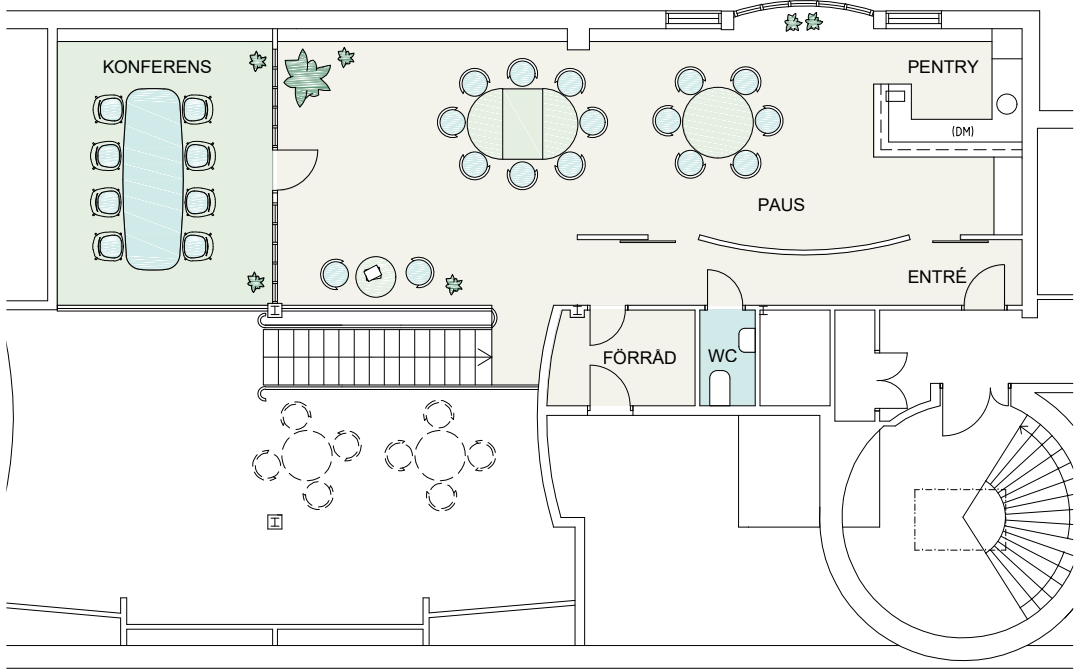 KONFERENS
PENTRY
(DM)
PAUS
ENTRÉ
FÖRRÅD
WC